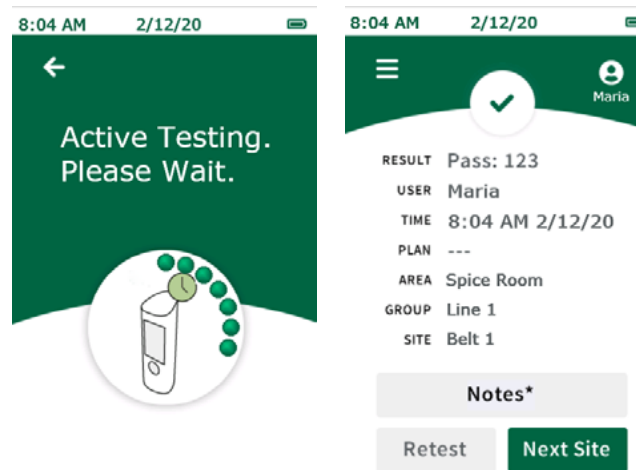 8:04 AM 2/12/20
Active Testing.
Please Wait.
8:04 AM 2/12/20
Maria
RESULT Pass: 123
USER Maria
TIME 8:04 AM 2/12/20
PLAN ---
AREA Spice Room
GROUP Line 1
SITE Belt 1
Notes*
Retest Next Site